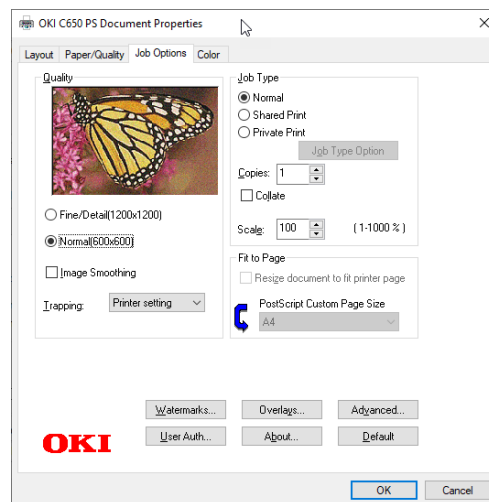 OKI C650 PS Document Properties
Layout Paper/Quality Job Options Color
Quality
Fine/Detail(1200x1200)
Normal(600x600)
Image Smoothing
Trapping: Printer setting
Job Type
Normal
Shared Print
Private Print
Job Type Option
Copies: 1
Collate
Scale: 100 (1-1000 %)
Fit to Page
Resize document to fit printer page
PostScript Custom Page Size
A4
Watermarks... Overlays... Advanced...
User Auth... About... Default
OKI
OK Cancel